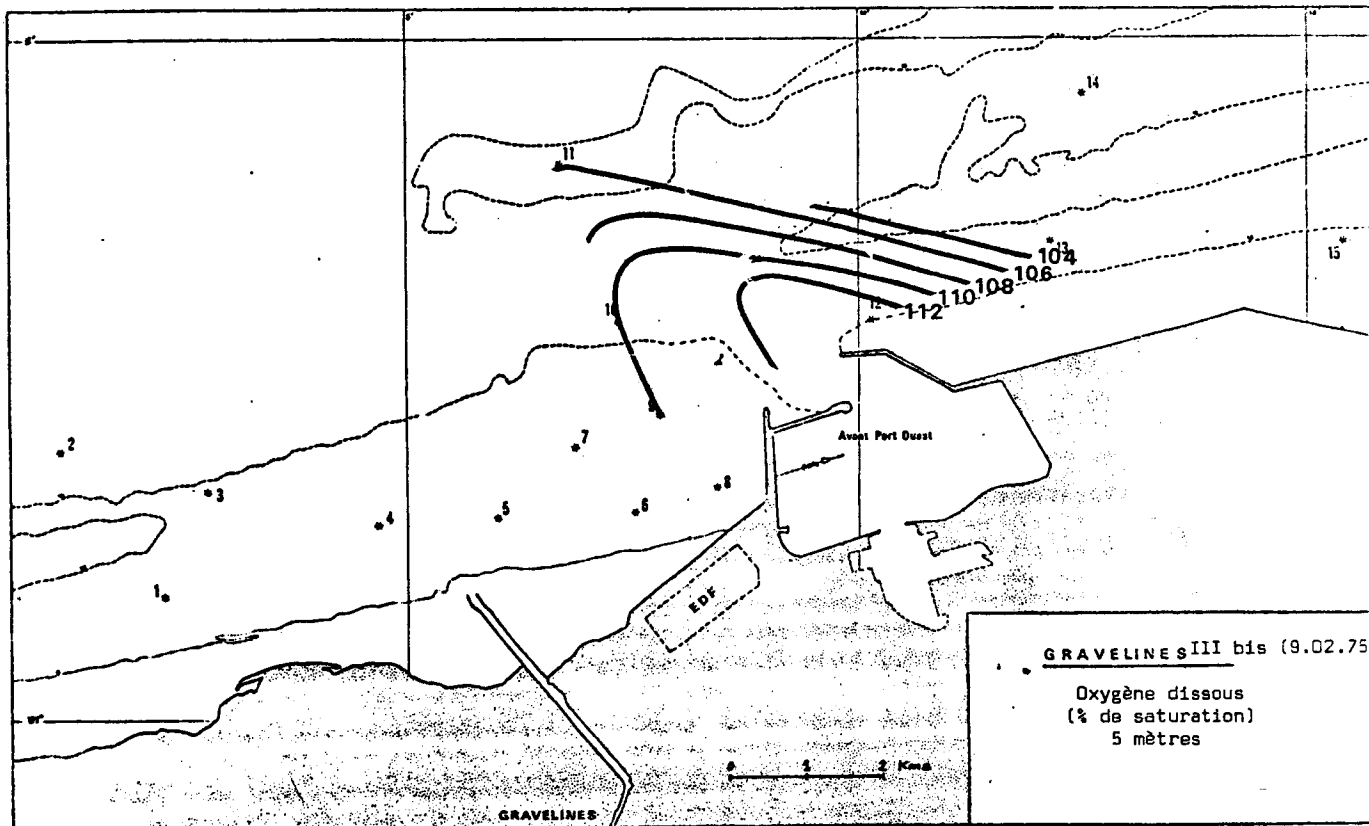 14
11
13
104
106
108
110
112
12
15
10
9
7
2
3
8
4
5
6
1
Avant Port Ouest
EDF
GRAVELINES III bis (9.02.75
Oxygène dissous
(% de saturation)
5 mètres
0 1 2 Kms
GRAVELINES